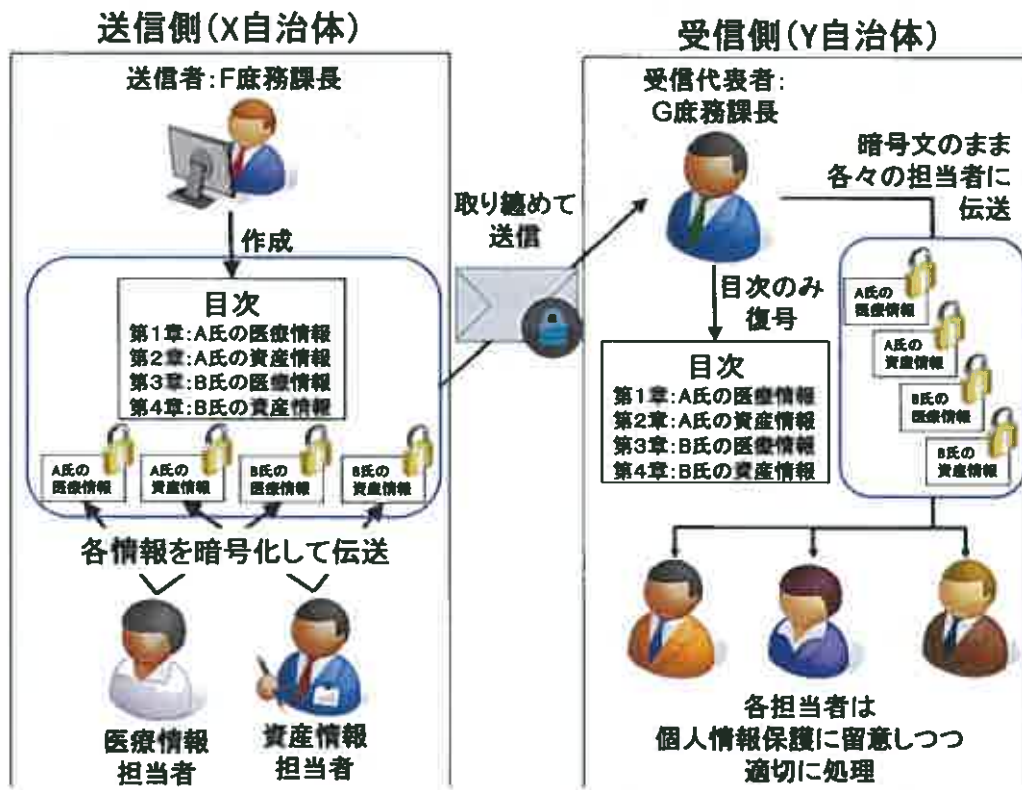 送信側(X自治体)
送信者:F庶務課長
作成
目次
第1章:A氏の医療情報
第2章:A氏の資産情報
第3章:B氏の医療情報
第4章:B氏の資産情報
A氏の
医療情報
A氏の
資産情報
B氏の
医療情報
B氏の
資産情報
各情報を暗号化して伝送
医療情報
担当者
資産情報
担当者
取り纏めて
送信
受信側(Y自治体)
受信代表者:
G庶務課長
暗号文のまま
各々の担当者に
伝送
目次のみ
復号
目次
第1章:A氏の医療情報
第2章:A氏の資産情報
第3章:B氏の医療情報
第4章:B氏の資産情報
A氏の
医療情報
A氏の
資産情報
B氏の
医療情報
B氏の
資産情報
各担当者は
個人情報保護に留意しつつ
適切に処理